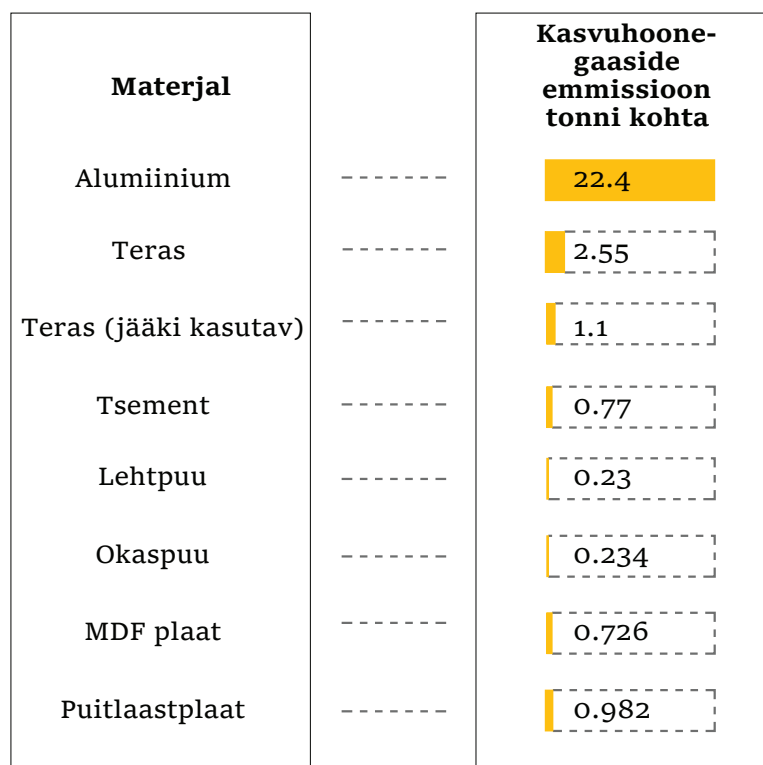 Materjal
Kasvuhoone-
gaaside
emmissioon
tonni kohta
Alumiinium 22.4
Teras 2.55
Teras (jääki kasutav) 1.1
Tsement 0.77
Lehtpuu 0.23
Okaspuu 0.234
MDF plaat 0.726
Puitlaastplaat 0.982